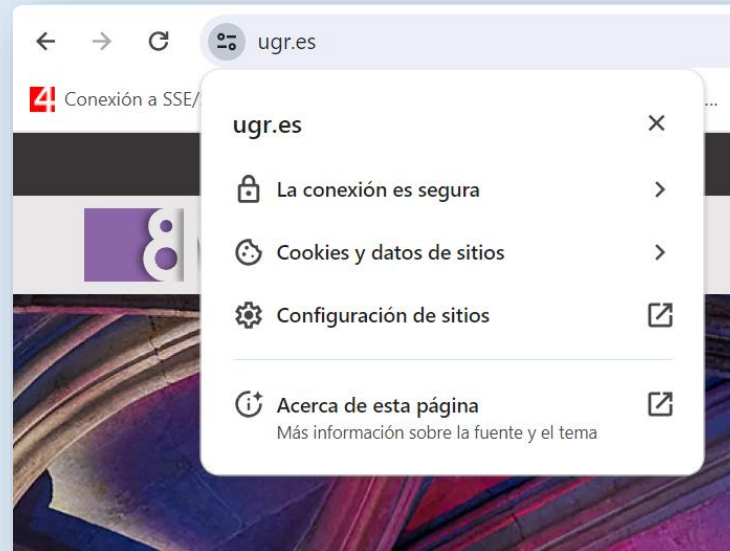 ugr.es
Conexión a SSE/
...
ugr.es
La conexión es segura
Cookies y datos de sitios
Configuración de sitios
Acerca de esta página
Más información sobre la fuente y el tema
8